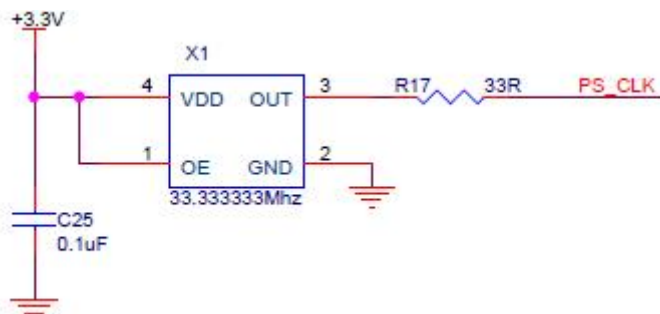 +3.3V
X1
4 VDD OUT 3 R17 33R PS_CLK
1 OE GND 2
33.333333Mhz
C25
0.1uF